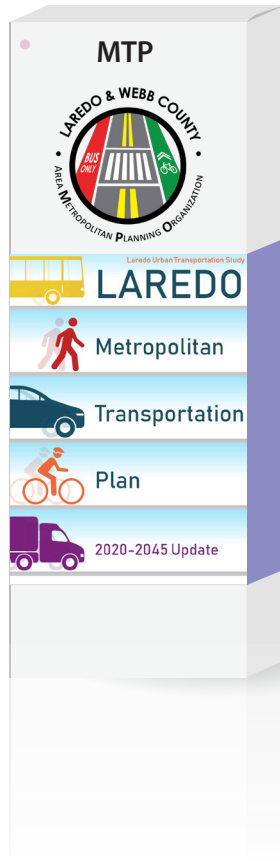 MTP
LAREDO & WEBB COUNTY
BUS
ONLY
AREA METROPOLITAN PLANNING ORGANIZATION
Laredo Urban Transportation Study
LAREDO
Metropolitan
Transportation
Plan
2020-2045 Update